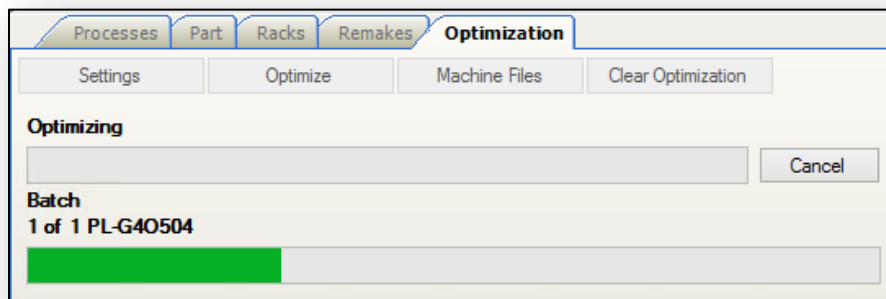 Processes Part Racks Remakes Optimization
Settings Optimize Machine Files Clear Optimization
Optimizing
Cancel
Batch
1 of 1 PL-G4O504